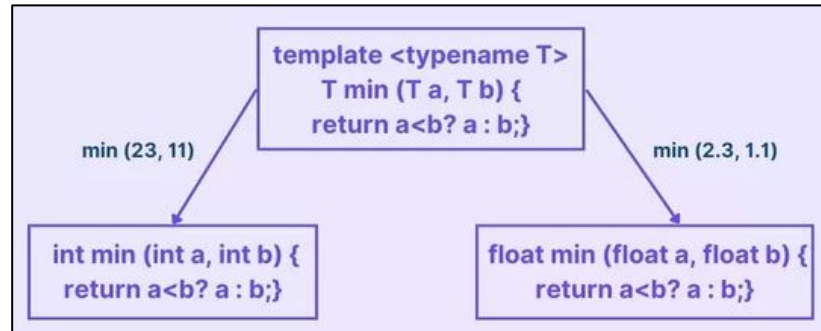 template <typename T>
T min (T a, T b) {
return a<b? a : b;}
min (23, 11)
min (2.3, 1.1)
int min (int a, int b) {
return a<b? a : b;}
float min (float a, float b) {
return a<b? a : b;}